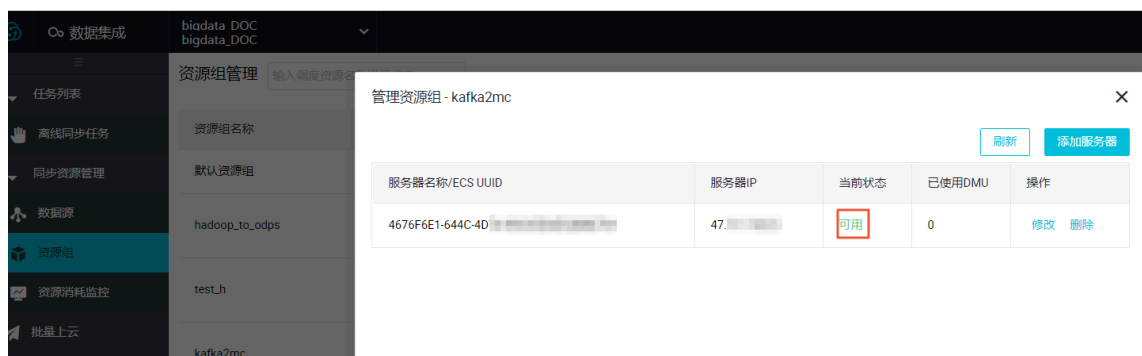 数据集成
bigdata_DOC
bigdata_DOC
任务列表
离线同步任务
同步资源管理
数据源
资源组
资源消耗监控
批量上云
资源组管理
输入调度资源名
资源组名称
默认资源组
hadoop_to_odps
test_h
kafka2mc
管理资源组 - kafka2mc
刷新 添加服务器
服务器名称/ECS UUID 服务器IP 当前状态 已使用DMU 操作
4676F6E1-644C-4D 47. 可用 0 修改 删除